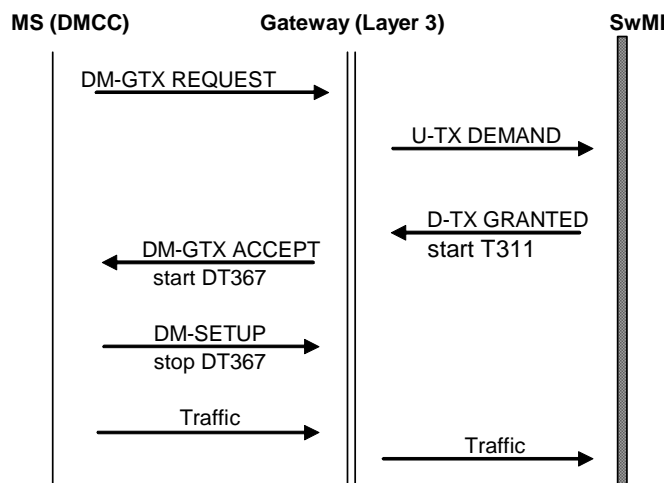 MS (DMCC) Gateway (Layer 3) SwMI
DM-GTX REQUEST
U-TX DEMAND
D-TX GRANTED
start T311
DM-GTX ACCEPT
start DT367
DM-SETUP
stop DT367
Traffic
Traffic